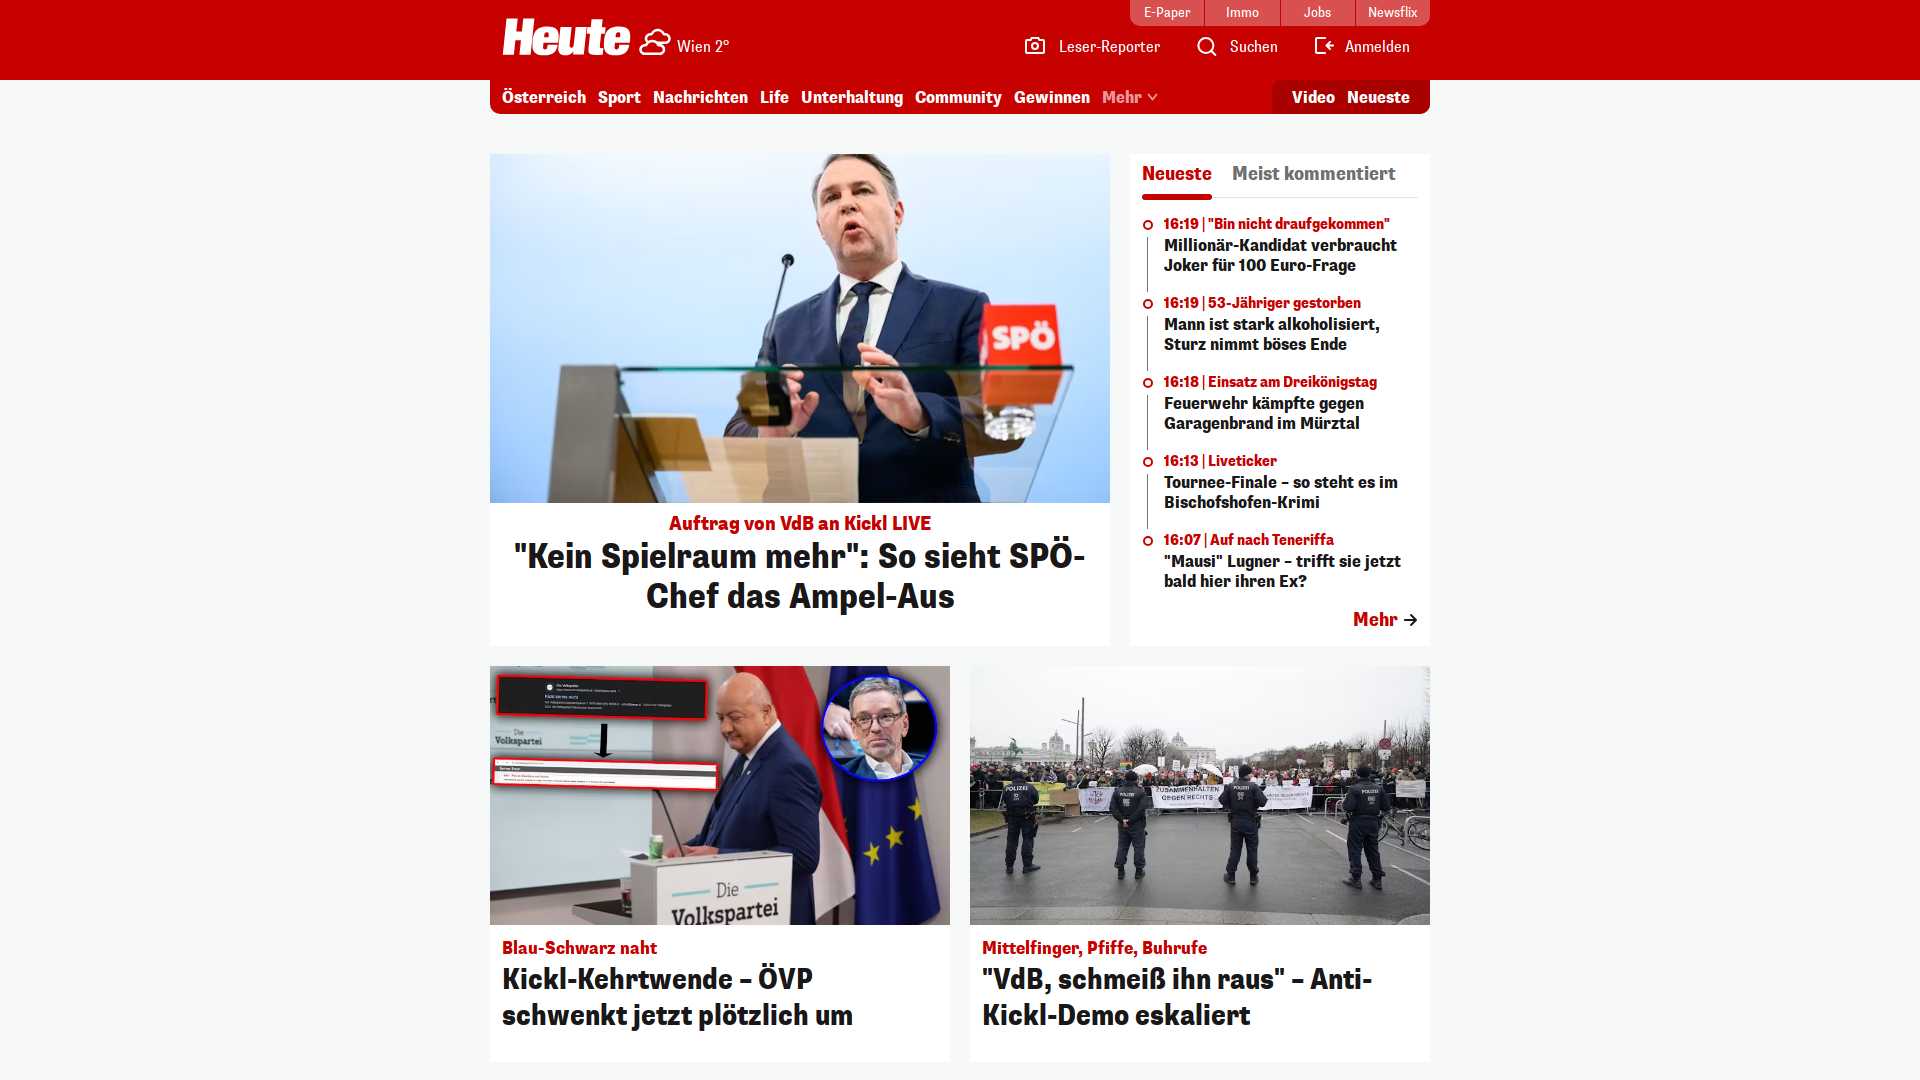 E-Paper
Immo
Jobs
Newsflix
Heute
Wien 2°
Leser-Reporter
Suchen
Anmelden
Österreich
Sport
Nachrichten
Life
Unterhaltung
Community
Gewinnen
Mehr
Video
Neueste
SPÖ
Auftrag von VdB an Kickl LIVE
"Kein Spielraum mehr": So sieht SPÖ-
Chef das Ampel-Aus
Neueste
Meist kommentiert
16:19 | "Bin nicht draufgekommen"
Millionär-Kandidat verbraucht
Joker für 100 Euro-Frage
16:19 | 53-Jähriger gestorben
Mann ist stark alkoholisiert,
Sturz nimmt böses Ende
16:18 | Einsatz am Dreikönigstag
Feuerwehr kämpfte gegen
Garagenbrand im Mürztal
16:13 | Liveticker
Tournee-Finale – so steht es im
Bischofshofen-Krimi
16:07 | Auf nach Teneriffa
"Mausi" Lugner – trifft sie jetzt
bald hier ihren Ex?
Mehr
Die
Volkspartei
Die
Volkspartei
Blau-Schwarz naht
Kickl-Kehrtwende – ÖVP
schwenkt jetzt plötzlich um
POLIZEI
POLIZEI
POLIZEI
POLIZEI
ZUSAMMENHALTEN
GEGEN RECHTS
Mittelfinger, Pfiffe, Buhrufe
"VdB, schmeiß ihn raus" – Anti-
Kickl-Demo eskaliert